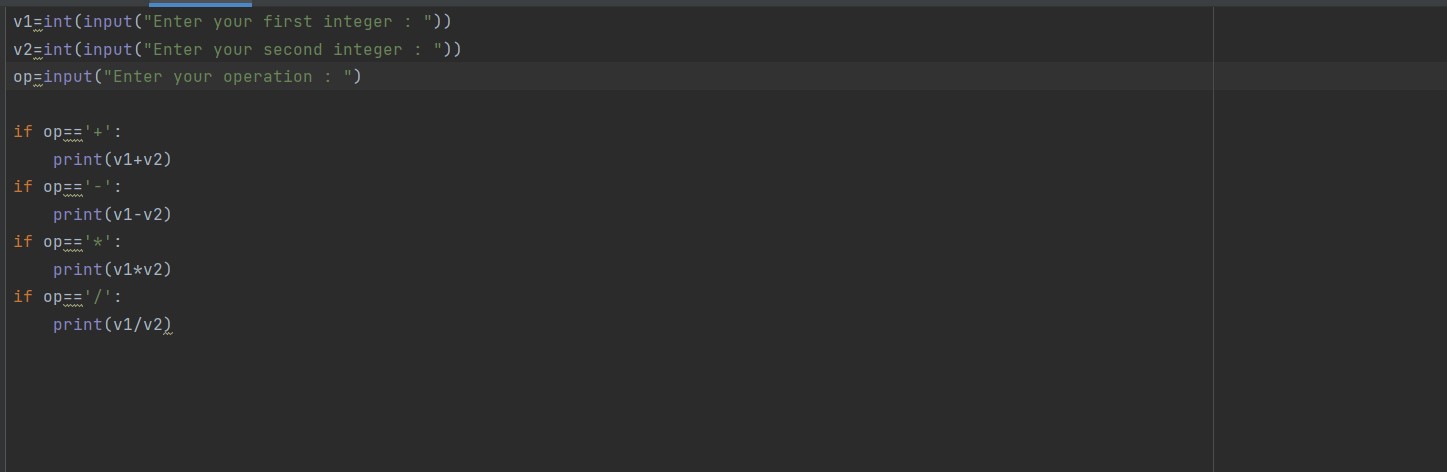 v1=int(input("Enter your first integer : "))
v2=int(input("Enter your second integer : "))
op=input("Enter your operation : ")

if op=='+':
    print(v1+v2)
if op=='-':
    print(v1-v2)
if op=='*':
    print(v1*v2)
if op=='/':
    print(v1/v2)